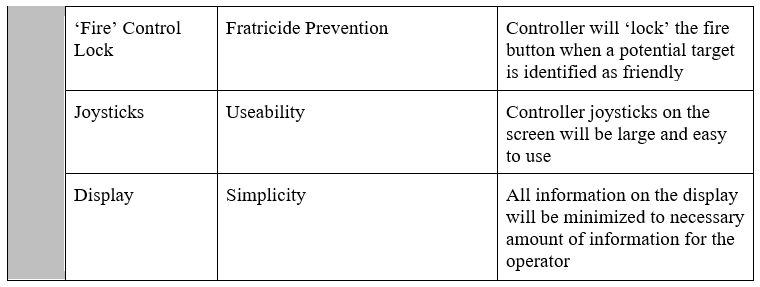 ‘Fire’ Control
Lock
Fratricide Prevention
Controller will ‘lock’ the fire
button when a potential target
is identified as friendly
Joysticks
Useability
Controller joysticks on the
screen will be large and easy
to use
Display
Simplicity
All information on the display
will be minimized to necessary
amount of information for the
operator